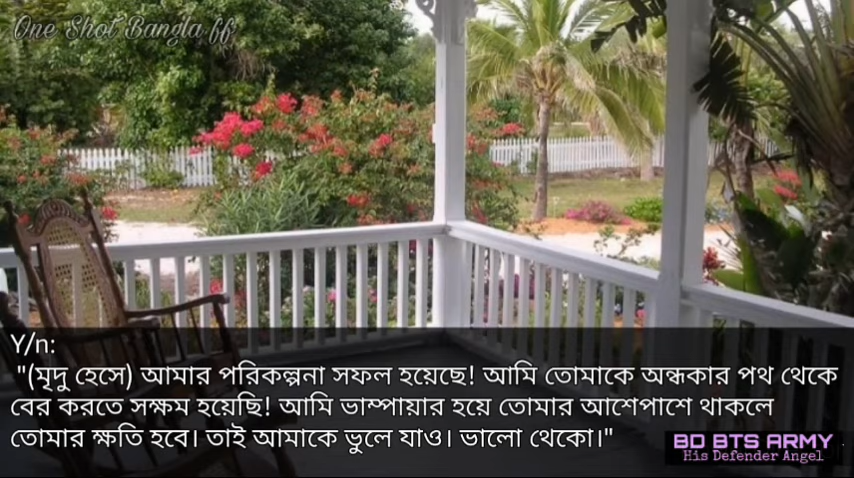 One Shot Bangla ff
Y/n:
"(মৃদু হেসে) আমার পরিকল্পনা সফল হয়েছে! আমি তোমাকে অন্ধকার পথ থেকে
বের করতে সক্ষম হয়েছি! আমি ভাম্পায়ার হয়ে তোমার আশেপাশে থাকলে
তোমার ক্ষতি হবে। তাই আমাকে ভুলে যাও। ভালো থেকো।"
BD BTS ARMY
His Defender Angel